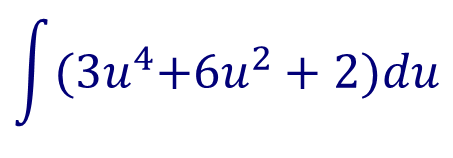 ∫(3u⁴+6u² + 2)du